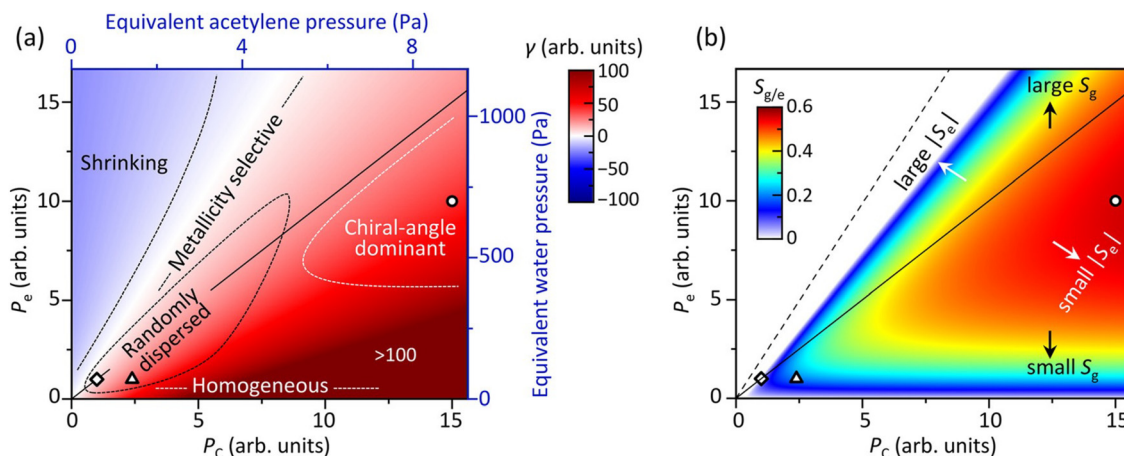 (a)
Equivalent acetylene pressure (Pa)
0 4 8
γ (arb. units)
100
50
0
−50
−100
15
10
5
0
Pe (arb. units)
Shrinking
Metallicity selective
Randomly
dispersed
Chiral-angle
dominant
>100
Homogeneous
1000
500
0
Equivalent water pressure (Pa)
0 5 10 15
PC (arb. units)
(b)
Sg/e
0.6
0.4
0.2
0
15
10
5
0
Pe (arb. units)
large |Se|
large Sg
small |Se|
small Sg
0 5 10 15
PC (arb. units)